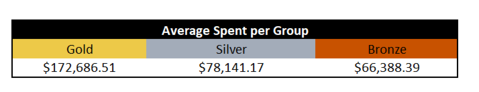 Average Spent per Group
Gold Silver Bronze
$172,686.51 $78,141.17 $66,388.39